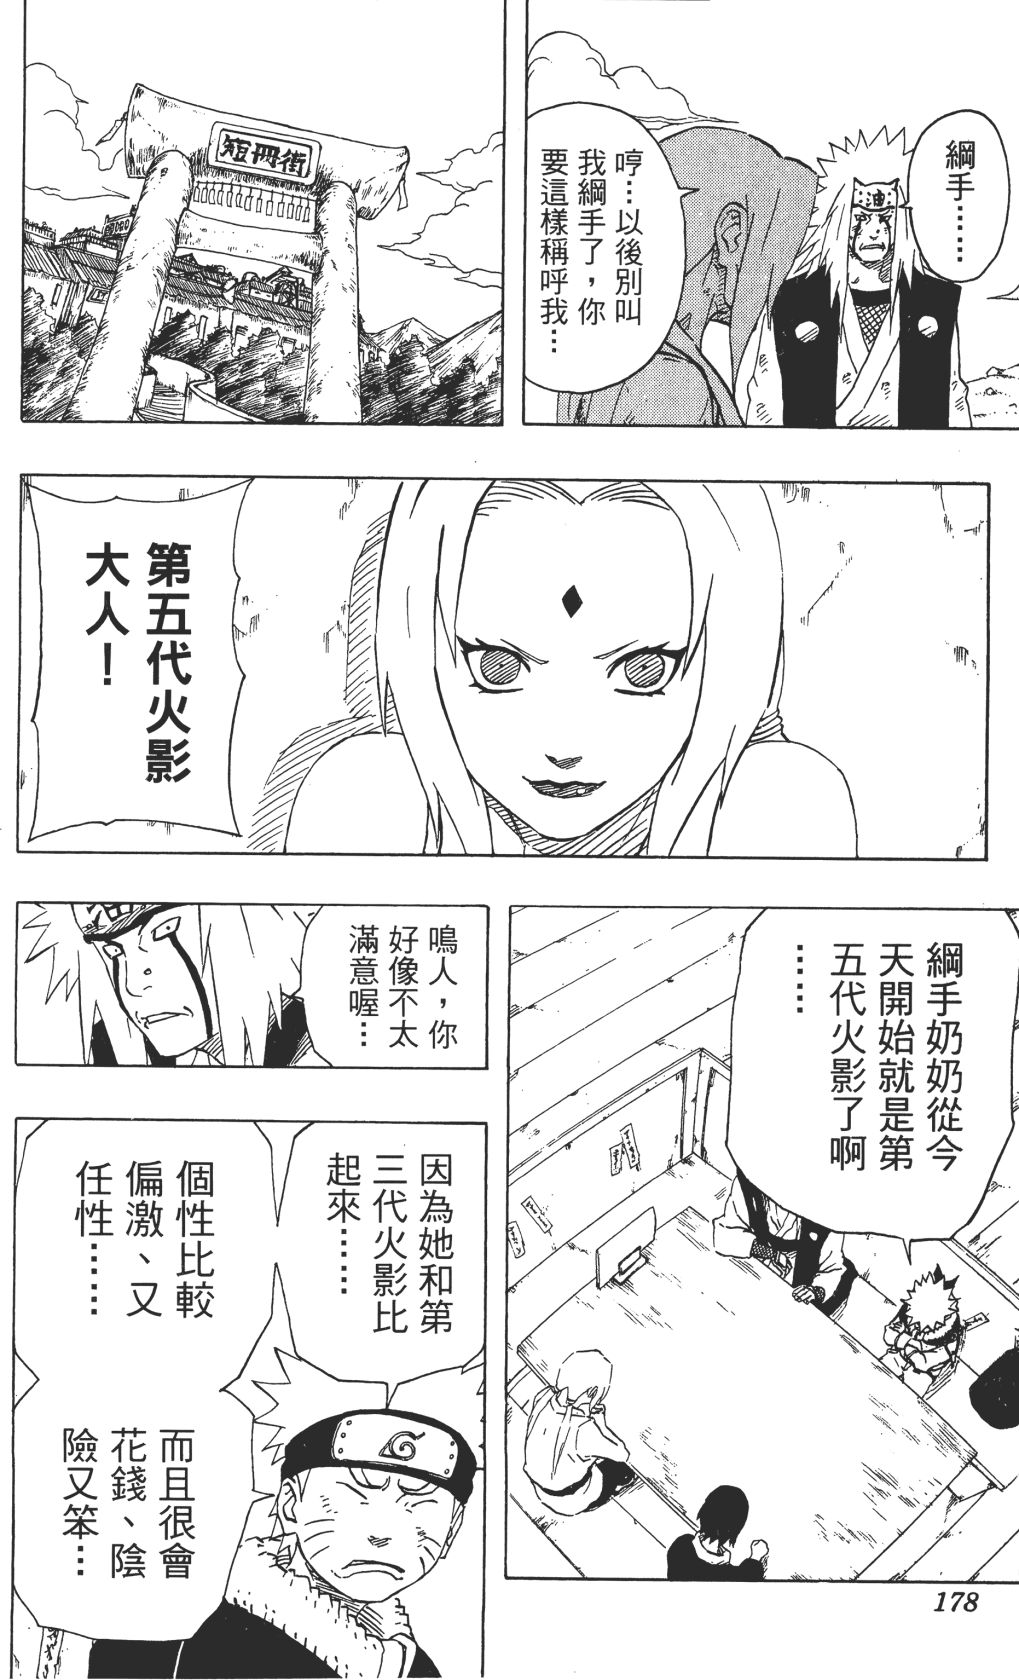 綱手……
油
哼…以後別叫
我綱手了，你
要這樣稱呼我…
短冊街
第五代火影
大人！
綱手奶奶從今
天開始就是第
五代火影了啊
……
鳴人，你
好像不太
滿意喔…
因為她和第
三代火影比
起來……
個性比較
偏激、又
任性……
而且很會
花錢、陰
險又笨…
178